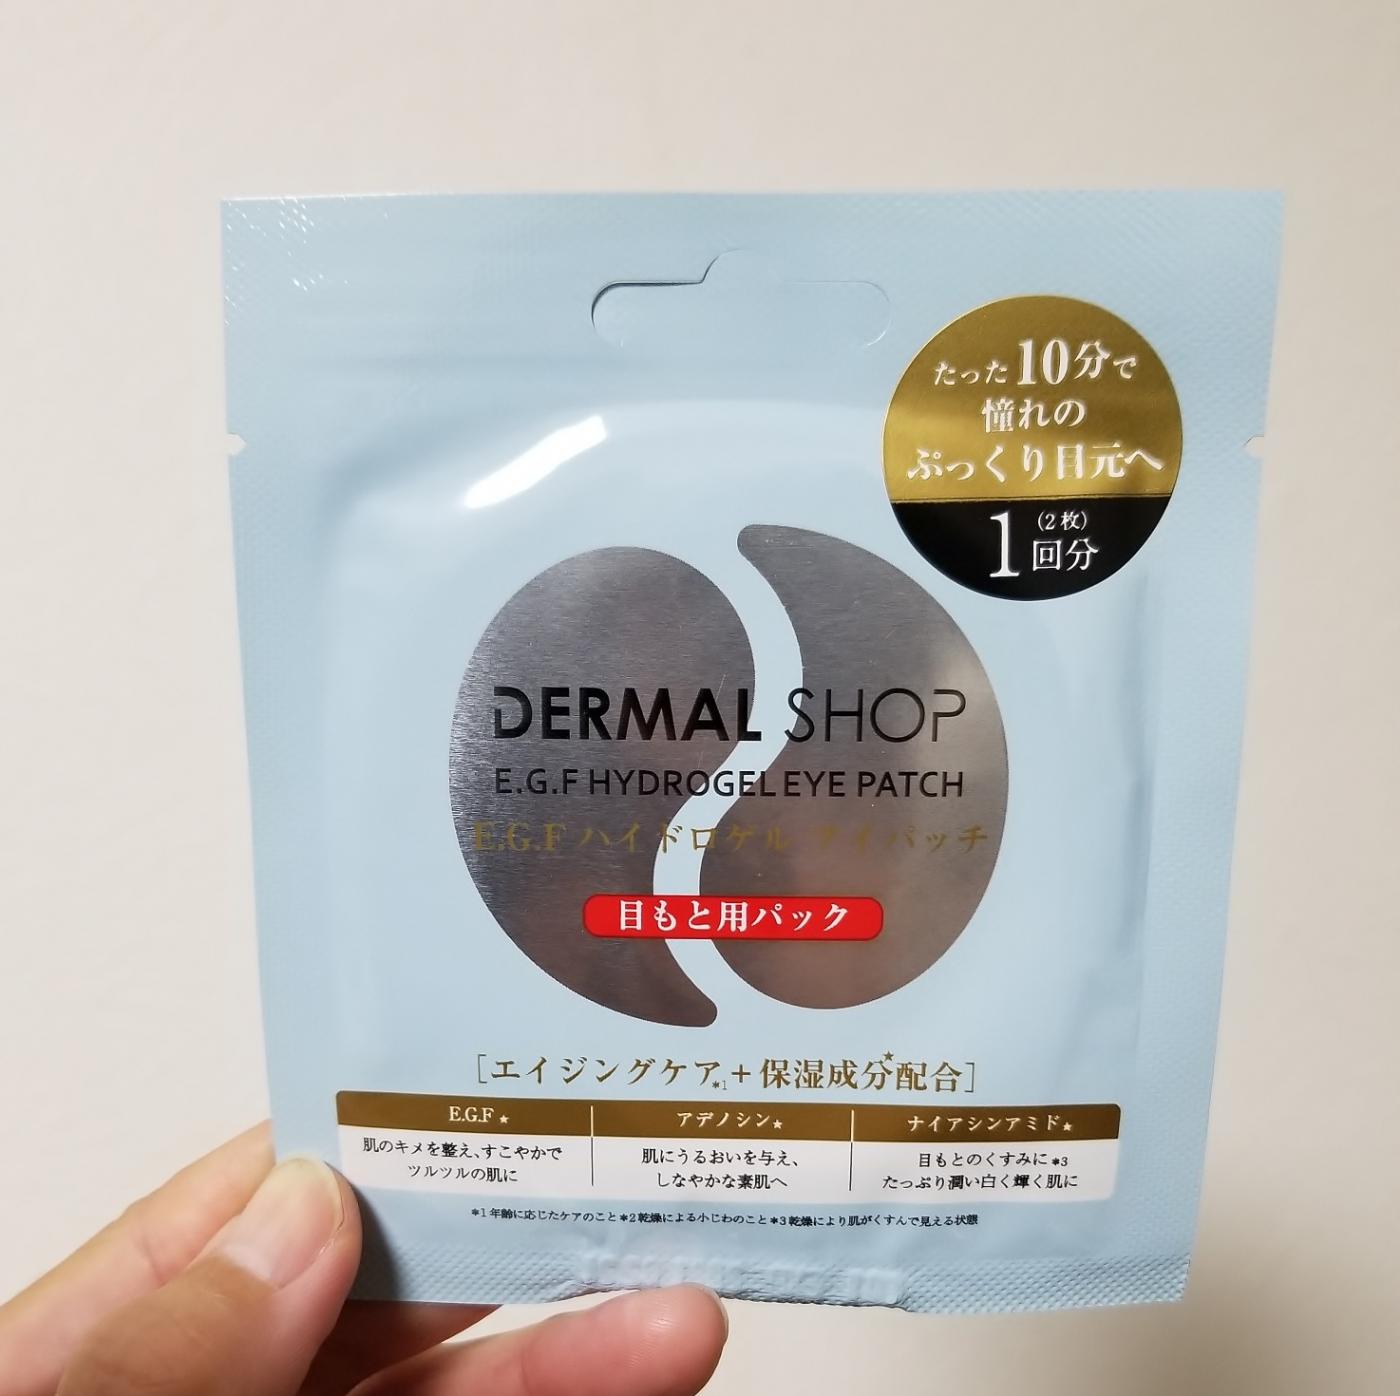 たった10分で
憧れの
ぷっくり目元へ
1回分(2枚)
DERMAL SHOP
E.G.F HYDROGEL EYE PATCH
E.G.F ハイドロゲル アイパッチ
目もと用パック
[エイジングケア*1+保湿成分★配合]
E.G.F★
肌のキメを整え、すこやかで
ツルツルの肌に
アデノシン★
肌にうるおいを与え、
しなやかな素肌へ
ナイアシンアミド★
目もとのくすみに*3
たっぷり潤い白く輝く肌に
*1年齢に応じたケアのこと*2乾燥による小じわのこと*3乾燥により肌がくすんで見える状態